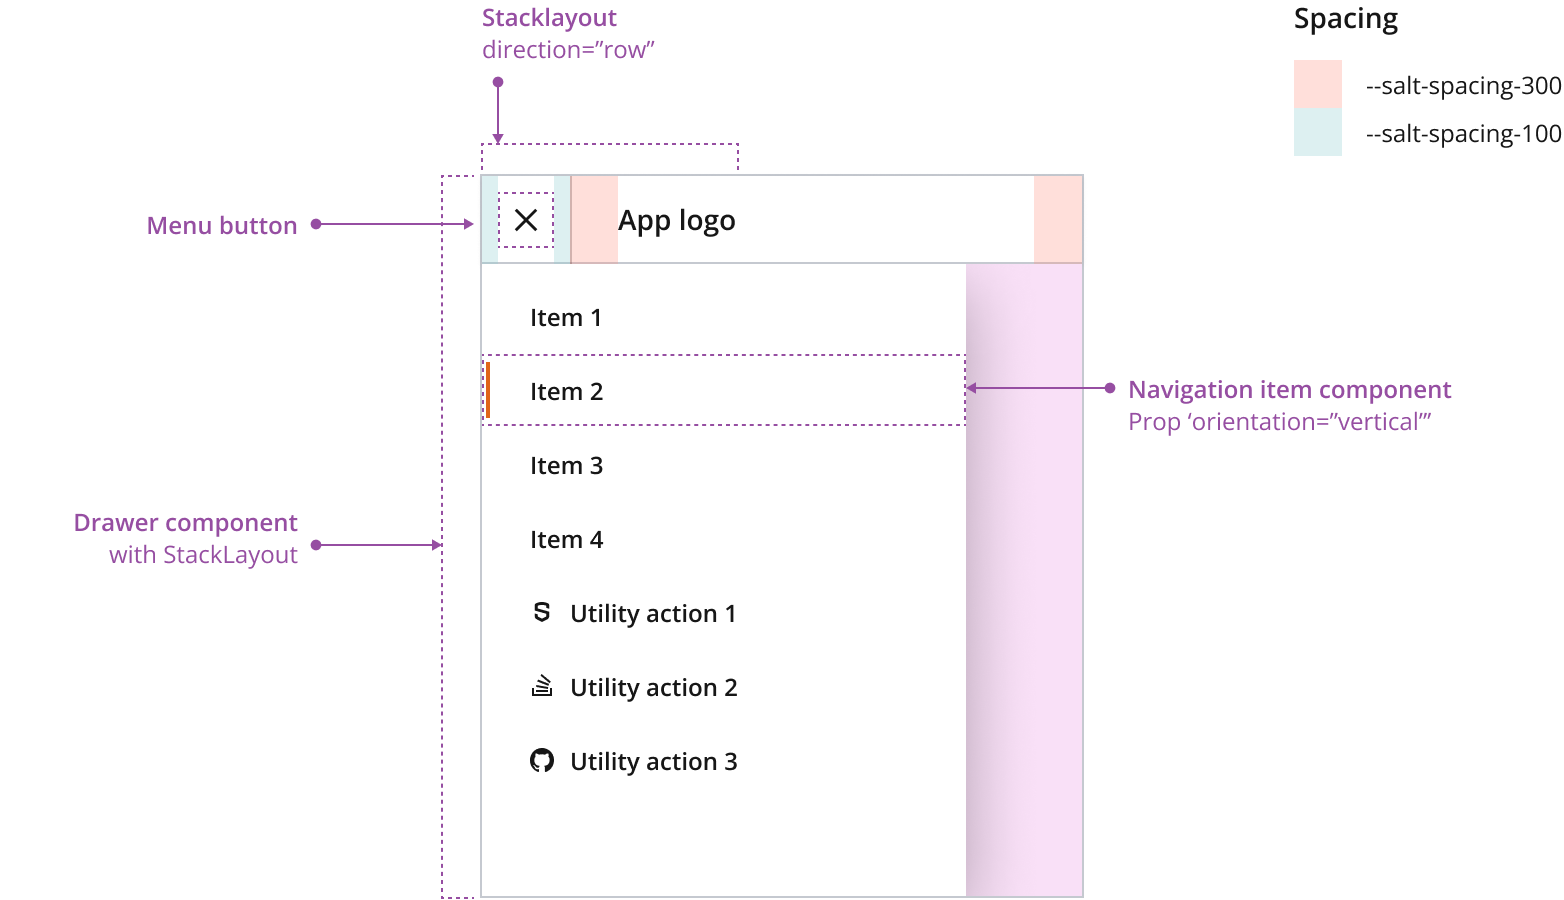 Stacklayout
direction=”row”
Spacing
--salt-spacing-300
--salt-spacing-100
Menu button
App logo
Item 1
Item 2
Navigation item component
Prop ‘orientation=”vertical”’
Item 3
Drawer component
with StackLayout
Item 4
Utility action 1
Utility action 2
Utility action 3